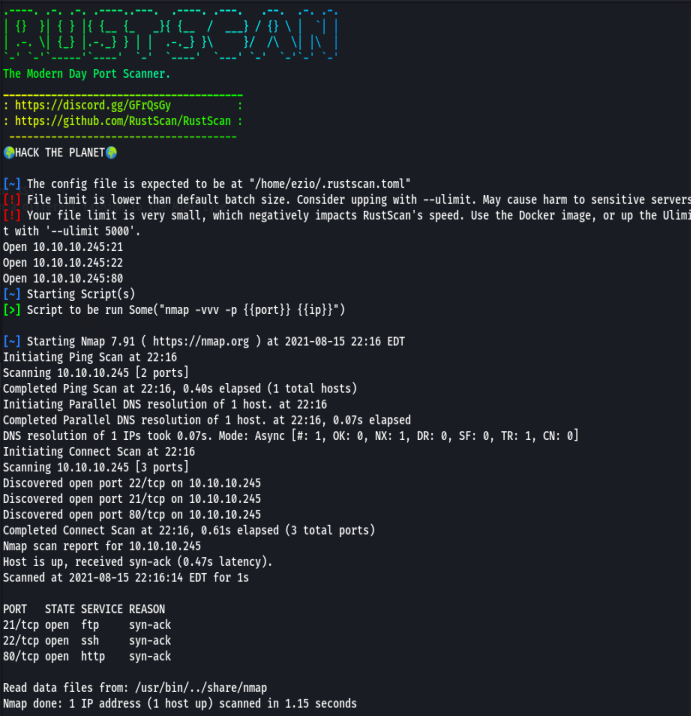 .----. .-. .-. .----..---.  .----. .---.   .--.  .-. .-.
| {}  }| { } |{ {__ {_   _}{ {__  /  ___} / {} \ |  `| |
| .-. \| {_} |.-._} } | |  .-._} }\     }/  /\  \| |\  |
`-' `-'`-----'`----'  `-'  `----'  `---' `-'  `-'`-' `-'
The Modern Day Port Scanner.
________________________________________
: https://discord.gg/GFrQsGy           :
: https://github.com/RustScan/RustScan :
 --------------------------------------
🌍HACK THE PLANET🌍
[~] The config file is expected to be at "/home/ezio/.rustscan.toml"
[!] File limit is lower than default batch size. Consider upping with --ulimit. May cause harm to sensitive servers
[!] Your file limit is very small, which negatively impacts RustScan's speed. Use the Docker image, or up the Ulimi
t with '--ulimit 5000'.
Open 10.10.10.245:21
Open 10.10.10.245:22
Open 10.10.10.245:80
[~] Starting Script(s)
[>] Script to be run Some("nmap -vvv -p {{port}} {{ip}}")
[~] Starting Nmap 7.91 ( https://nmap.org ) at 2021-08-15 22:16 EDT
Initiating Ping Scan at 22:16
Scanning 10.10.10.245 [2 ports]
Completed Ping Scan at 22:16, 0.40s elapsed (1 total hosts)
Initiating Parallel DNS resolution of 1 host. at 22:16
Completed Parallel DNS resolution of 1 host. at 22:16, 0.07s elapsed
DNS resolution of 1 IPs took 0.07s. Mode: Async [#: 1, OK: 0, NX: 1, DR: 0, SF: 0, TR: 1, CN: 0]
Initiating Connect Scan at 22:16
Scanning 10.10.10.245 [3 ports]
Discovered open port 22/tcp on 10.10.10.245
Discovered open port 21/tcp on 10.10.10.245
Discovered open port 80/tcp on 10.10.10.245
Completed Connect Scan at 22:16, 0.61s elapsed (3 total ports)
Nmap scan report for 10.10.10.245
Host is up, received syn-ack (0.47s latency).
Scanned at 2021-08-15 22:16:14 EDT for 1s
PORT   STATE SERVICE REASON
21/tcp open  ftp     syn-ack
22/tcp open  ssh     syn-ack
80/tcp open  http    syn-ack
Read data files from: /usr/bin/../share/nmap
Nmap done: 1 IP address (1 host up) scanned in 1.15 seconds